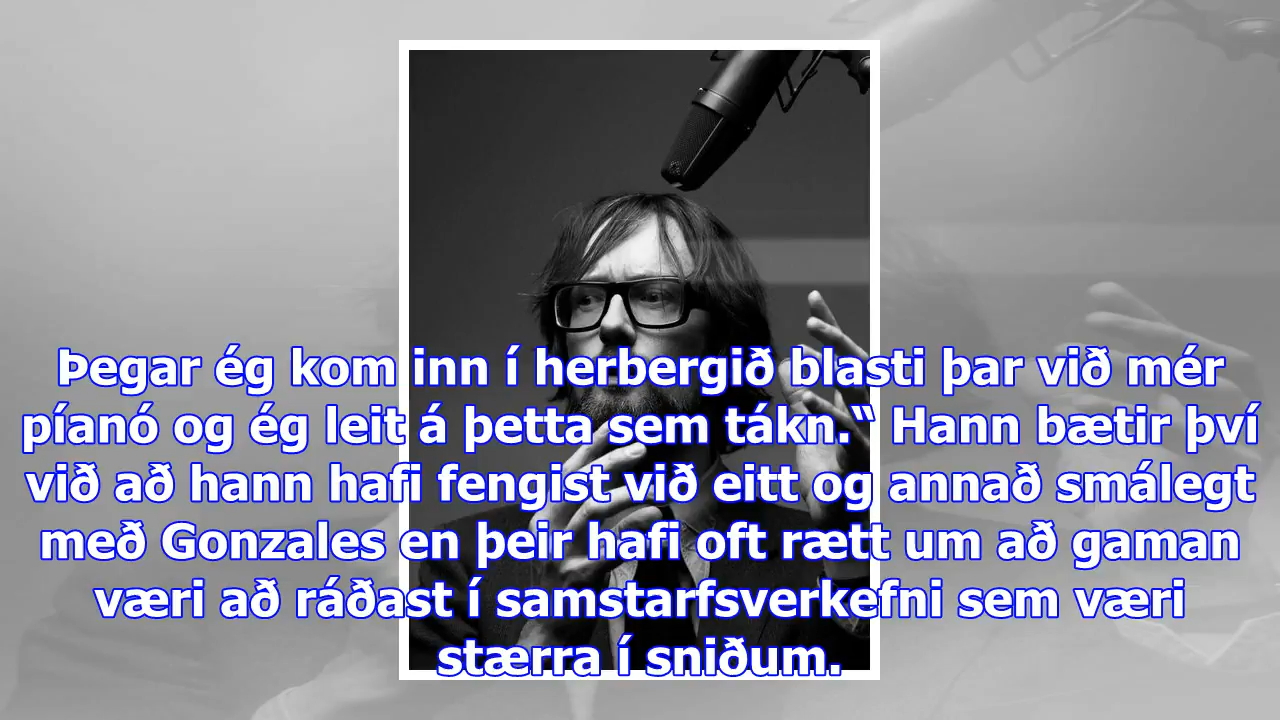 Þegar ég kom inn í herbergið blasti þar við mér
píanó og ég leit á þetta sem tákn.“ Hann bætir því
við að hann hafi fengist við eitt og annað smálegt
með Gonzales en þeir hafi oft rætt um að gaman
væri að ráðast í samstarfsverkefni sem væri
stærra í sniðum.